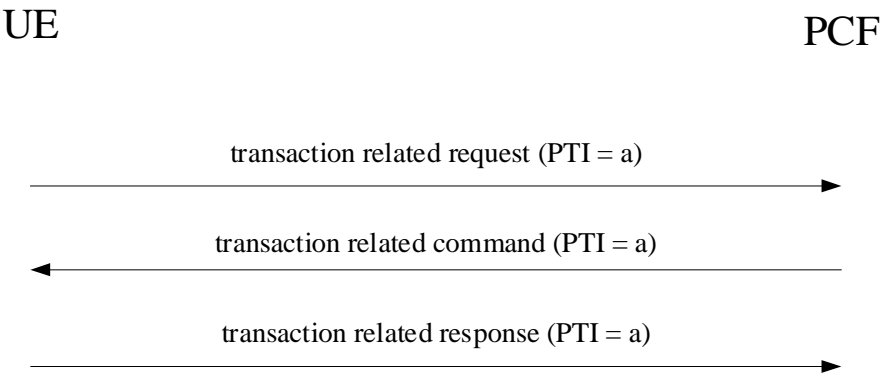 UE
PCF
transaction related request (PTI = a)
transaction related command (PTI = a)
transaction related response (PTI = a)